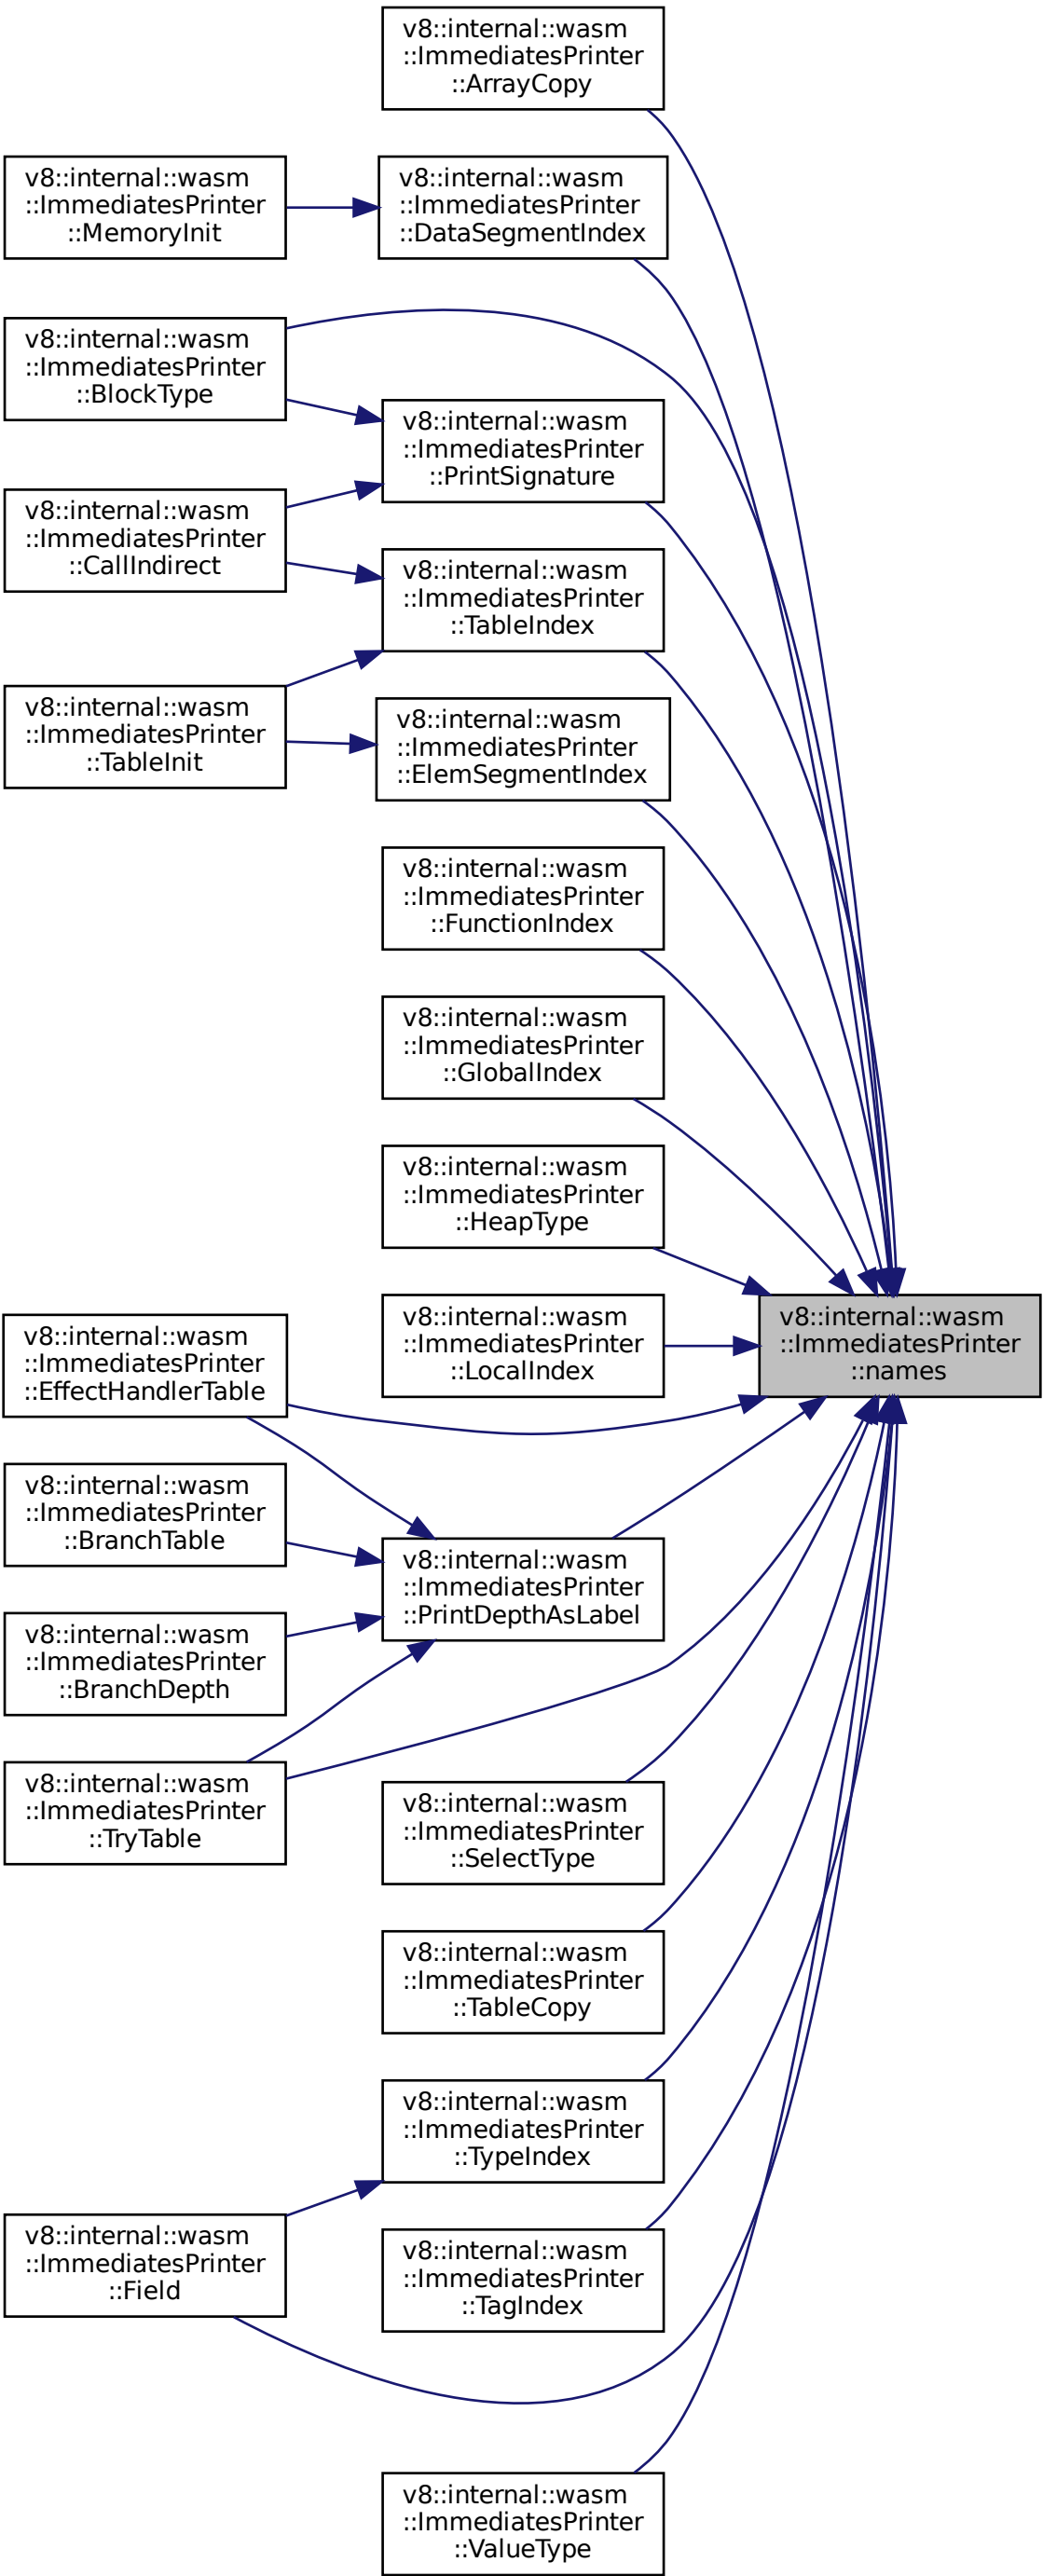 v8::internal::wasm
::ImmediatesPrinter
::ArrayCopy
v8::internal::wasm
::ImmediatesPrinter
::MemoryInit
v8::internal::wasm
::ImmediatesPrinter
::DataSegmentIndex
v8::internal::wasm
::ImmediatesPrinter
::BlockType
v8::internal::wasm
::ImmediatesPrinter
::PrintSignature
v8::internal::wasm
::ImmediatesPrinter
::CallIndirect
v8::internal::wasm
::ImmediatesPrinter
::TableIndex
v8::internal::wasm
::ImmediatesPrinter
::TableInit
v8::internal::wasm
::ImmediatesPrinter
::ElemSegmentIndex
v8::internal::wasm
::ImmediatesPrinter
::FunctionIndex
v8::internal::wasm
::ImmediatesPrinter
::GlobalIndex
v8::internal::wasm
::ImmediatesPrinter
::HeapType
v8::internal::wasm
::ImmediatesPrinter
::LocalIndex
v8::internal::wasm
::ImmediatesPrinter
::names
v8::internal::wasm
::ImmediatesPrinter
::EffectHandlerTable
v8::internal::wasm
::ImmediatesPrinter
::BranchTable
v8::internal::wasm
::ImmediatesPrinter
::PrintDepthAsLabel
v8::internal::wasm
::ImmediatesPrinter
::BranchDepth
v8::internal::wasm
::ImmediatesPrinter
::TryTable
v8::internal::wasm
::ImmediatesPrinter
::SelectType
v8::internal::wasm
::ImmediatesPrinter
::TableCopy
v8::internal::wasm
::ImmediatesPrinter
::TypeIndex
v8::internal::wasm
::ImmediatesPrinter
::Field
v8::internal::wasm
::ImmediatesPrinter
::TagIndex
v8::internal::wasm
::ImmediatesPrinter
::ValueType